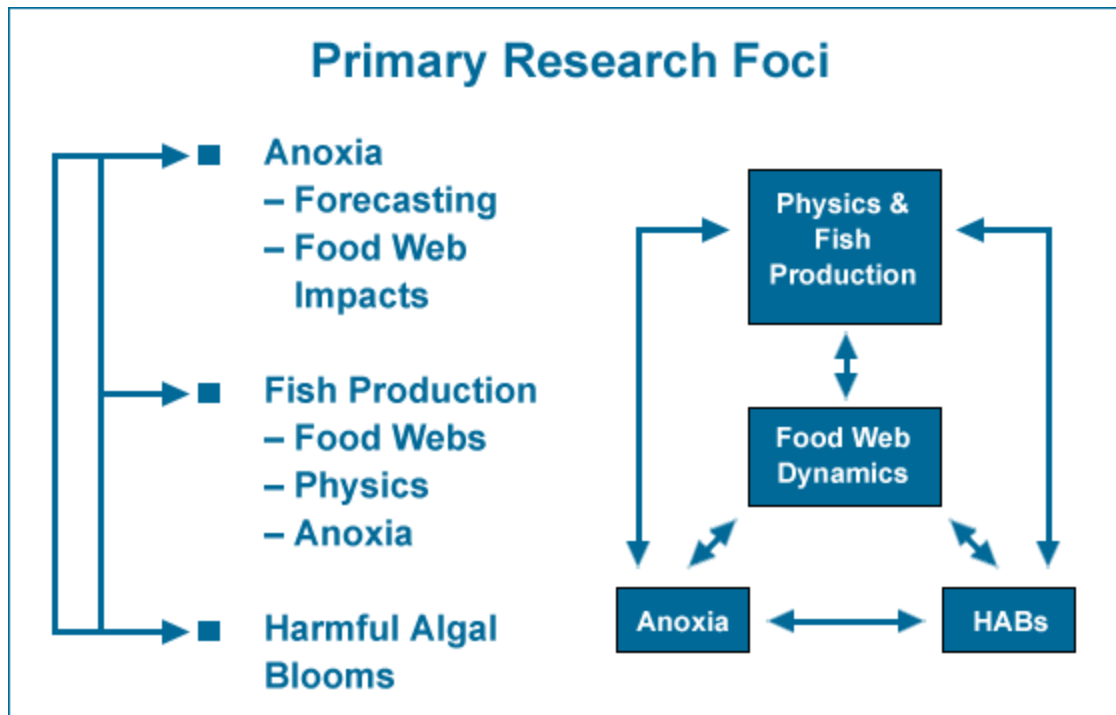 Primary Research Foci
■ Anoxia
– Forecasting
– Food Web
Impacts
■ Fish Production
– Food Webs
– Physics
– Anoxia
■ Harmful Algal
Blooms
Physics &
Fish
Production
Food Web
Dynamics
Anoxia
HABs